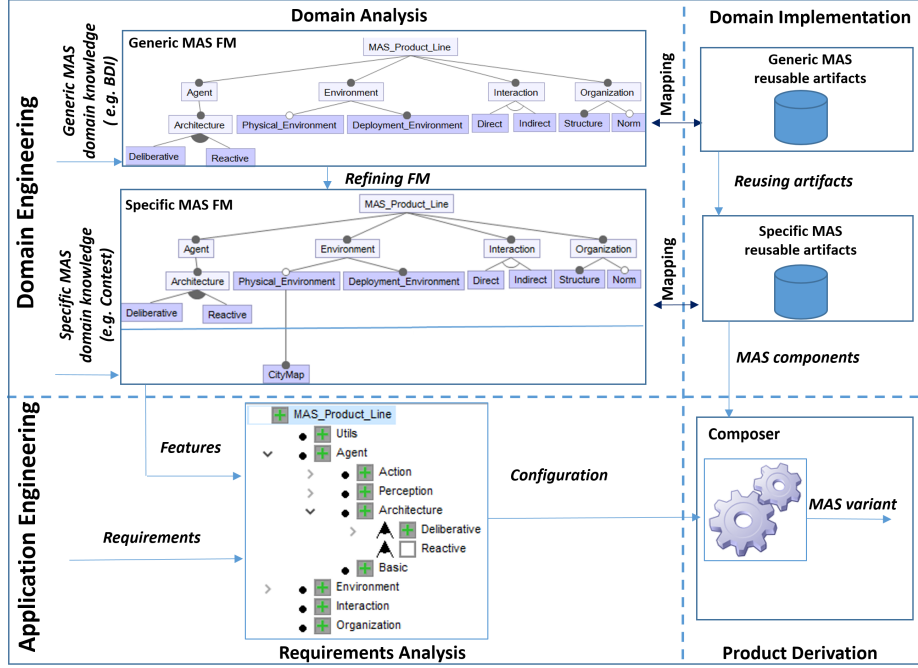 Domain Analysis
Domain Implementation
Domain Engineering
Generic MAS
domain knowledge
( e.g. BDI)
Generic MAS FM
MAS_Product_Line
Agent
Environment
Interaction
Organization
Architecture
Physical_Environment
Deployment_Environment
Direct
Indirect
Structure
Norm
Deliberative
Reactive
Mapping
Generic MAS
reusable artifacts
Refining FM
Reusing artifacts
Specific MAS
domain knowledge
(e.g. Contest)
Specific MAS FM
MAS_Product_Line
Agent
Environment
Interaction
Organization
Architecture
Physical_Environment
Deployment_Environment
Direct
Indirect
Structure
Norm
Deliberative
Reactive
CityMap
Mapping
Specific MAS
reusable artifacts
MAS components
Application Engineering
Features
Requirements
MAS_Product_Line
Utils
Agent
Action
Perception
Architecture
Deliberative
Reactive
Basic
Environment
Interaction
Organization
Configuration
Composer
MAS variant
Requirements Analysis
Product Derivation